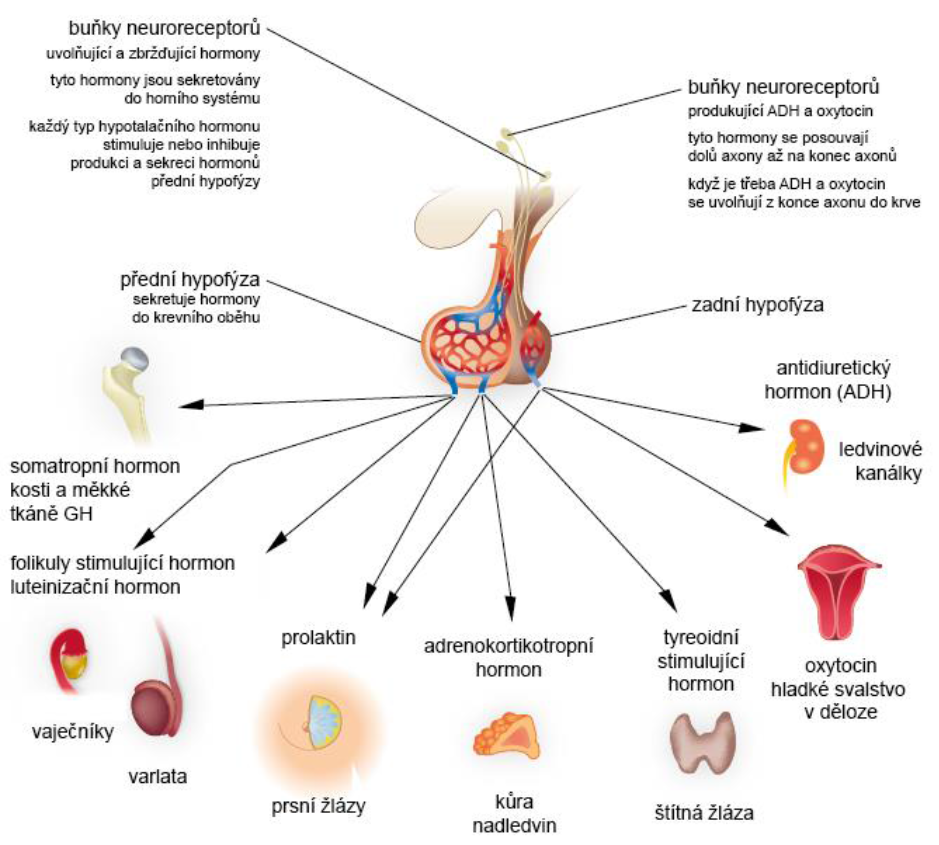 buňky neuroreceptorů
uvolňující a zbržďující hormony
tyto hormony jsou sekretovány
do horního systému
každý typ hypotalačního hormonu
stimuluje nebo inhibuje
produkci a sekreci hormonů
přední hypofýzy
buňky neuroreceptorů
produkující ADH a oxytocin
tyto hormony se posouvají
dolů axony až na konec axonů
když je třeba ADH a oxytocin
se uvolňují z konce axonu do krve
přední hypofýza
sekretuje hormony
do krevního oběhu
zadní hypofýza
antidiuretický
hormon (ADH)
ledvinové
kanálky
somatropní hormon
kosti a měkké
tkáně GH
folikuly stimulující hormon
luteinizační hormon
vaječníky
varlata
prolaktin
prsní žlázy
adrenokortikotropní
hormon
kůra
nadledvin
tyreoidní
stimulující
hormon
štítná žláza
oxytocin
hladké svalstvo
v děloze